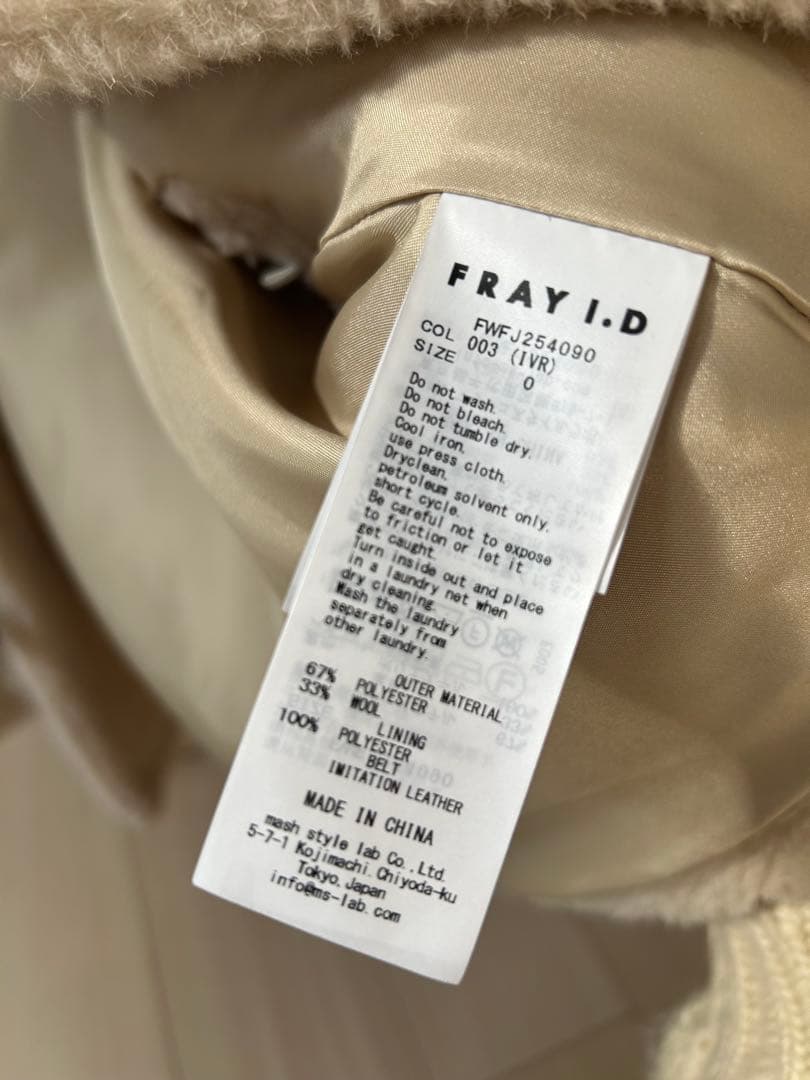 FRAY I.D
FWFJ254090
COL 003 (IVR)
SIZE 0
Do not wash.
Do not bleach.
Do not tumble dry.
Cool iron.
use press cloth.
Dryclean.
petroleum solvent only.
short cycle.
Be careful not to expose
to friction or let it
get caught.
Turn inside out and place
in a laundry net when
dry cleaning.
Wash the laundry
separately from
other laundry.
OUTER MATERIAL
67% POLYESTER
33% WOOL
LINING
100% POLYESTER
BELT
IMITATION LEATHER
MADE IN CHINA
mash style lab Co.,Ltd.
5-7-1 Kojimachi.Chiyoda-ku
Tokyo.Japan
info@ms-lab.com